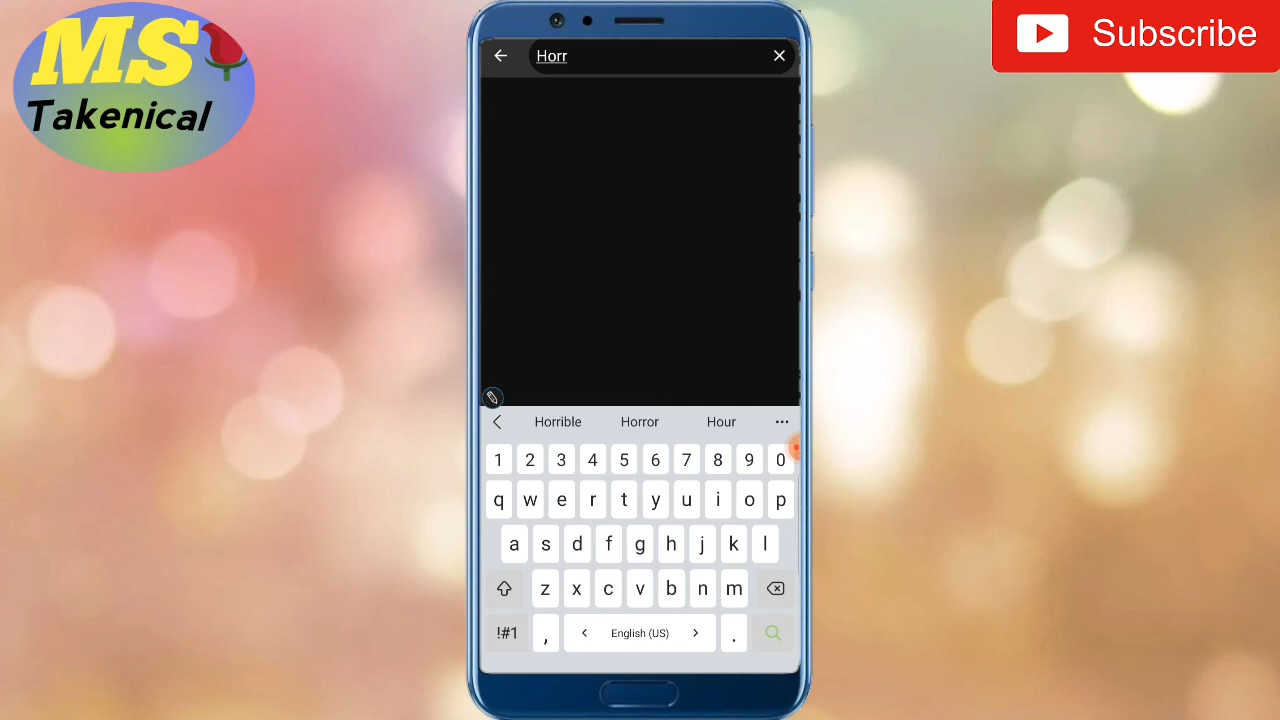 MS
Takenical
Subscribe
Horr
Horrible Horror Hour
1 2 3 4 5 6 7 8 9 0
q w e r t y u i o p
a s d f g h j k l
z x c v b n m
!#1 , English (US) .